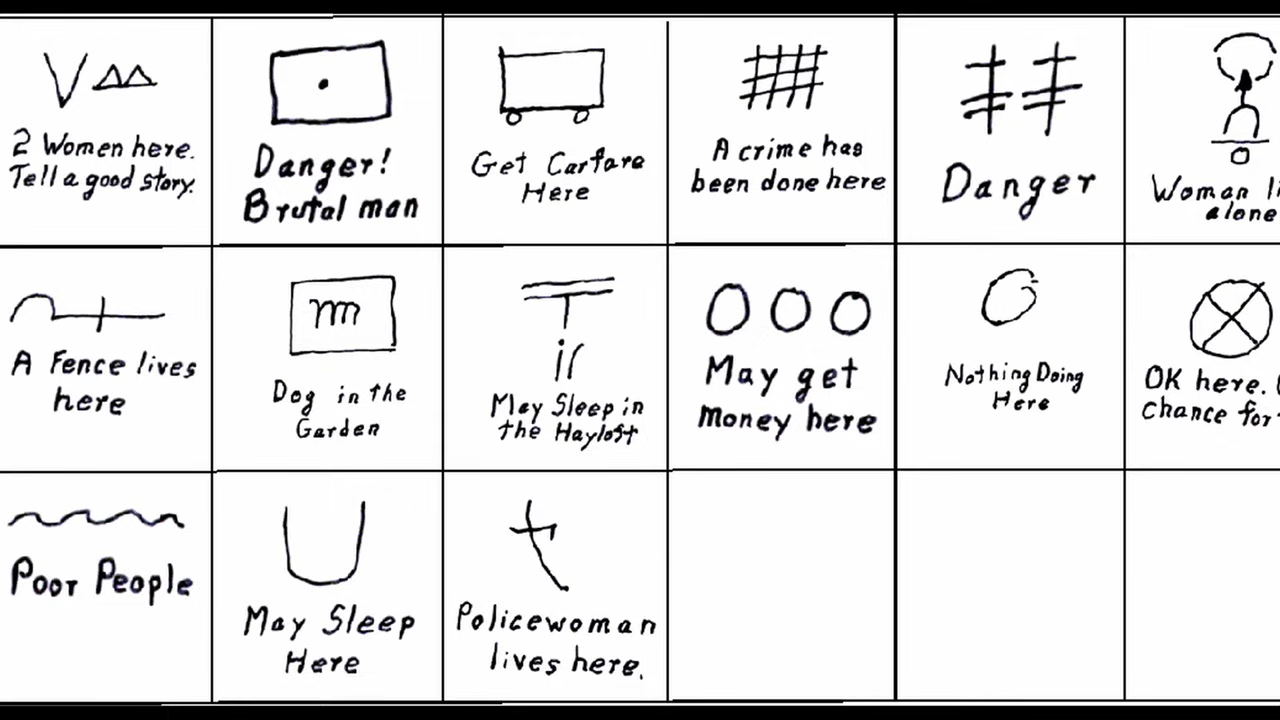 2 Women here.
Tell a good story.
Danger!
Brutal man
Get Carfare
Here
A crime has
been done here
Danger
Woman li
alone
A Fence lives
here
m
Dog in the
Garden
May Sleep in
the Hayloft
May get
money here
Nothing Doing
Here
OK here.
Chance for
Poor People
May Sleep
Here
Policewoman
lives here.